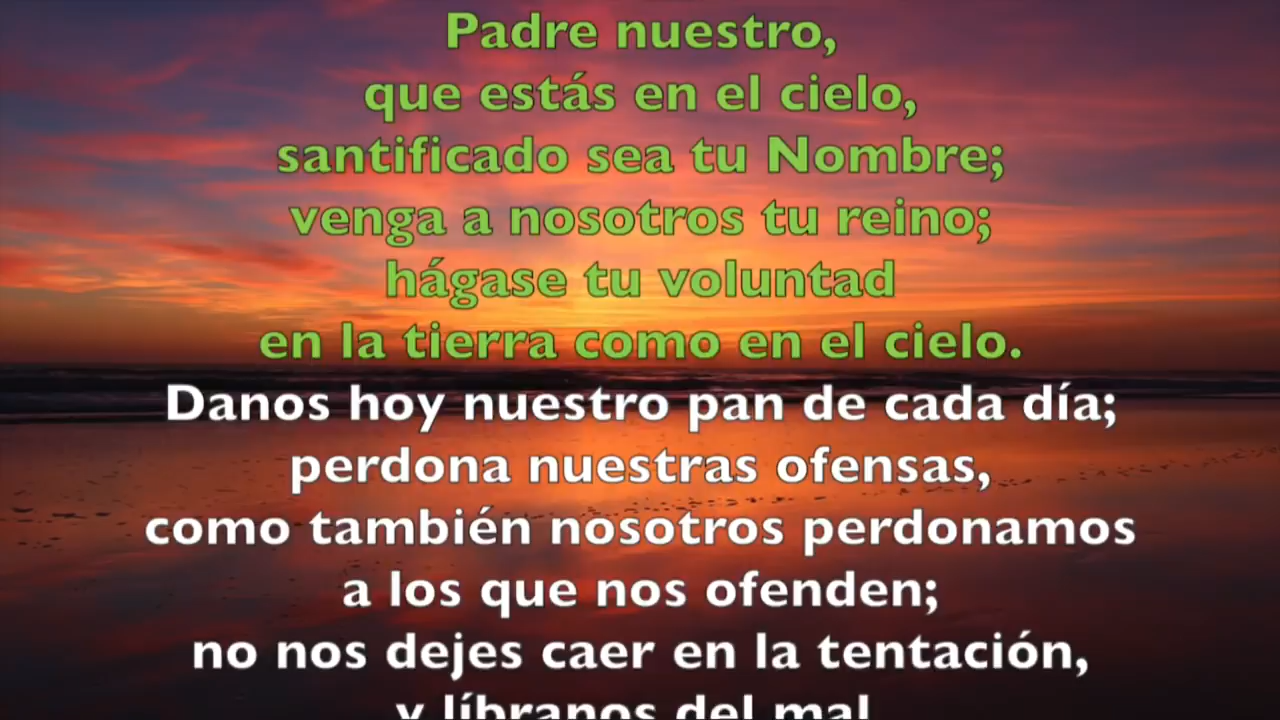 Padre nuestro,
que estás en el cielo,
santificado sea tu Nombre;
venga a nosotros tu reino;
hágase tu voluntad
en la tierra como en el cielo.
Danos hoy nuestro pan de cada día;
perdona nuestras ofensas,
como también nosotros perdonamos
a los que nos ofenden;
no nos dejes caer en la tentación,
y líbranos del mal